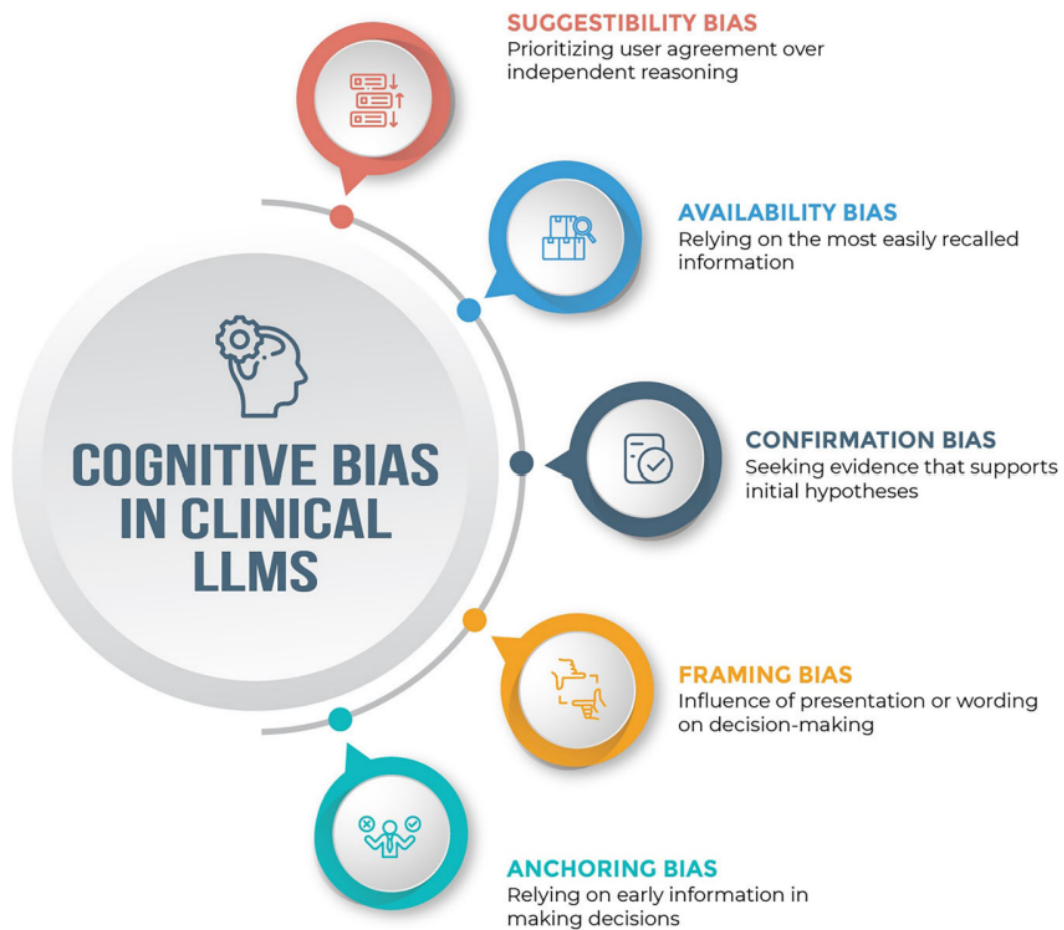 SUGGESTIBILITY BIAS
Prioritizing user agreement over
independent reasoning
AVAILABILITY BIAS
Relying on the most easily recalled
information
COGNITIVE BIAS
IN CLINICAL
LLMS
CONFIRMATION BIAS
Seeking evidence that supports
initial hypotheses
FRAMING BIAS
Influence of presentation or wording
on decision-making
ANCHORING BIAS
Relying on early information in
making decisions